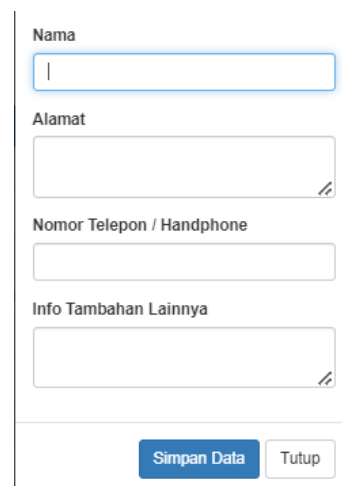 Nama
Alamat
Nomor Telepon / Handphone
Info Tambahan Lainnya
Simpan Data Tutup